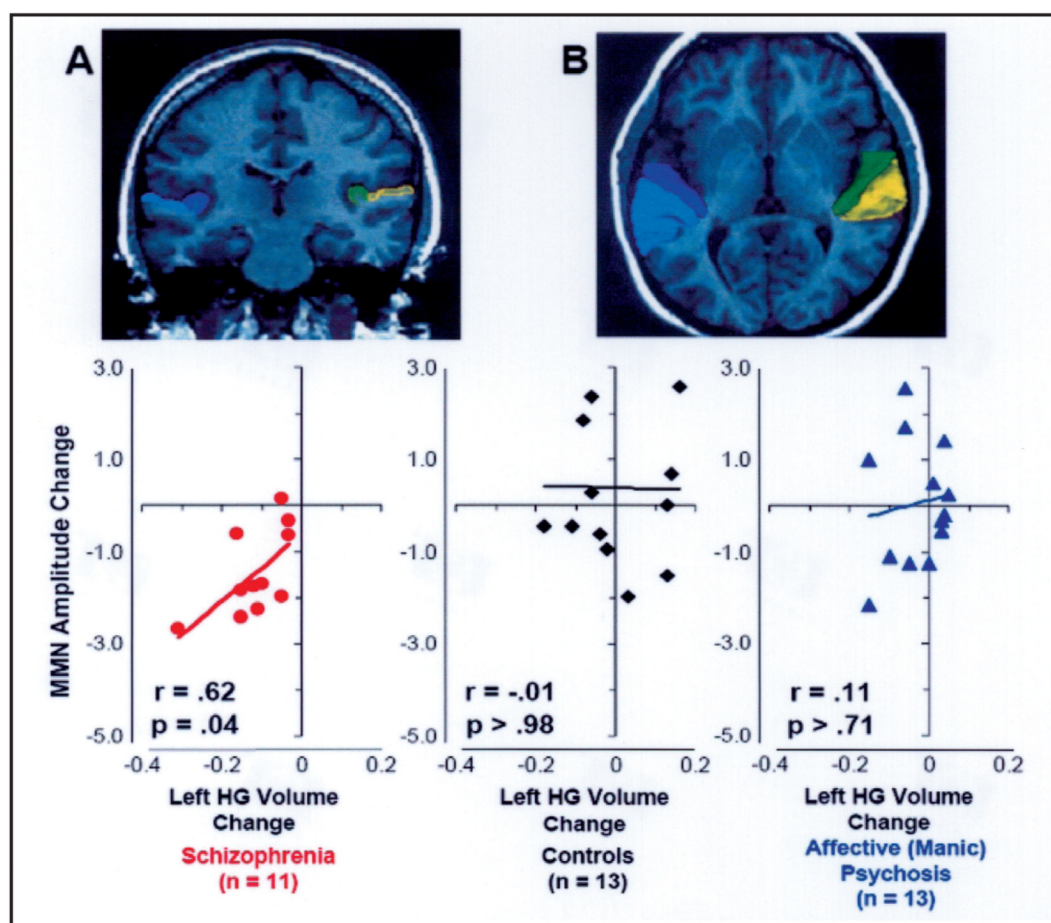 A
B
MMN Amplitude Change
3.0
1.0
-1.0
-3.0
-5.0
-0.4
-0.2
0
0.2
r = .62
p = .04
Left HG Volume
Change
Schizophrenia
(n = 11)
3.0
1.0
-1.0
-3.0
-5.0
-0.4
-0.2
0
0.2
r = -.01
p > .98
Left HG Volume
Change
Controls
(n = 13)
3.0
1.0
-1.0
-3.0
-5.0
-0.4
-0.2
0
0.2
r = .11
p > .71
Left HG Volume
Change
Affective (Manic)
Psychosis
(n = 13)